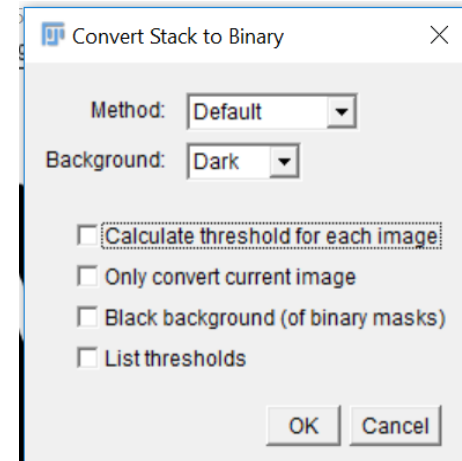 Convert Stack to Binary
Method: Default
Background: Dark
Calculate threshold for each image
Only convert current image
Black background (of binary masks)
List thresholds
OK Cancel